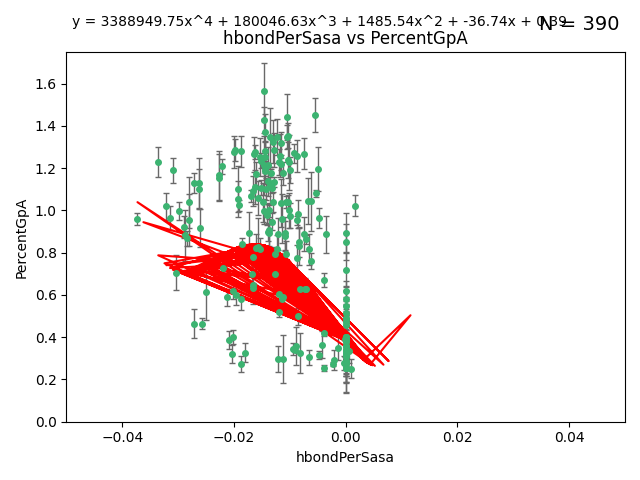 y = 3388949.75x^4 + 180046.63x^3 + 1485.54x^2 + -36.74x + 0.39
N = 390
hbondPerSasa vs PercentGpA
PercentGpA
1.6
1.4
1.2
1.0
0.8
0.6
0.4
0.2
0.0
−0.04 −0.02 0.00 0.02 0.04
hbondPerSasa